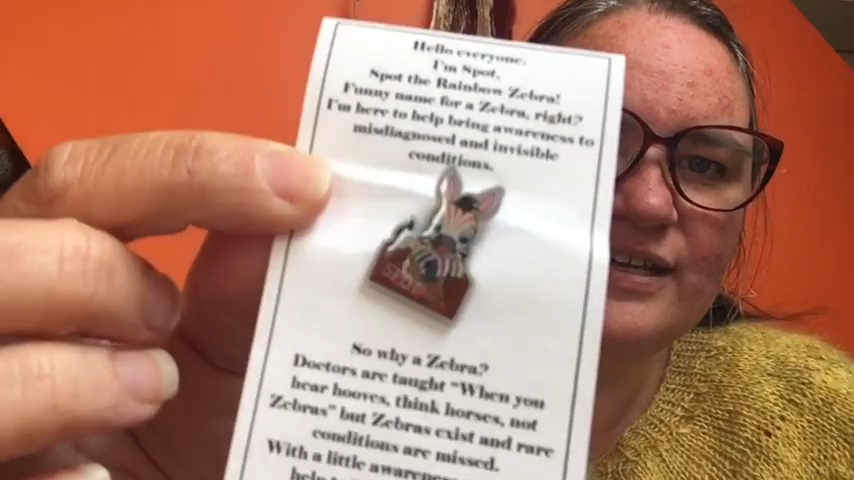 Hello everyone.
I'm Spot.
Spot the Rainbow Zebra!
Funny name for a Zebra, right?
I'm here to help bring awareness to
misdiagnosed and invisible
conditions.
SPOT
So why a Zebra?
Doctors are taught "When you
hear hooves, think horses, not
Zebras" but Zebras exist and rare
conditions are missed.
With a little
help